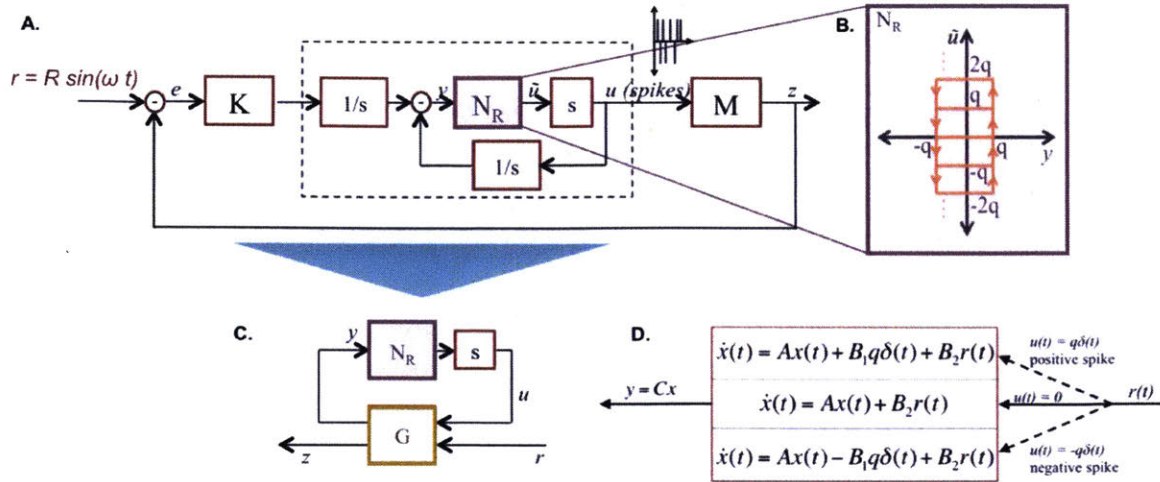 A.
r = R sin(ω t)
-
e
K
1/s
-
y
N_R
ũ
s
u (spikes)
M
z
1/s
B.
N_R
ũ
2q
q
-q
q
y
-q
-2q
C.
y
N_R
s
u
G
z
r
D.
ẋ(t) = Ax(t) + B₁qδ(t) + B₂r(t)
y = Cx
ẋ(t) = Ax(t) + B₂r(t)
ẋ(t) = Ax(t) − B₁qδ(t) + B₂r(t)
u(t) = qδ(t)
positive spike
u(t) = 0
r(t)
u(t) = -qδ(t)
negative spike